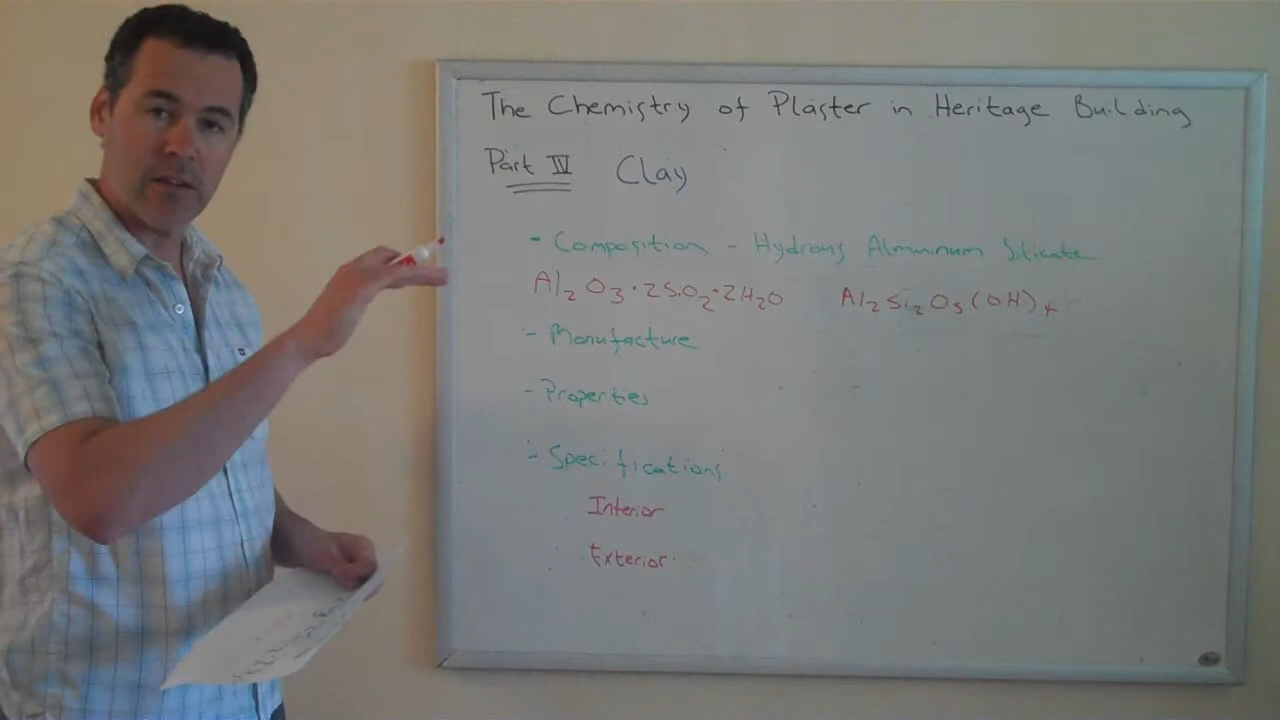 The Chemistry of Plaster in Heritage Building
Part IV Clay
- Composition - Hydrous Alminum Silicate
Al₂O₃·2SiO₂·2H₂O Al₂Si₂O₅(OH)₄
- Manufacture
- Properties
- Specifications
Interior
Exterior